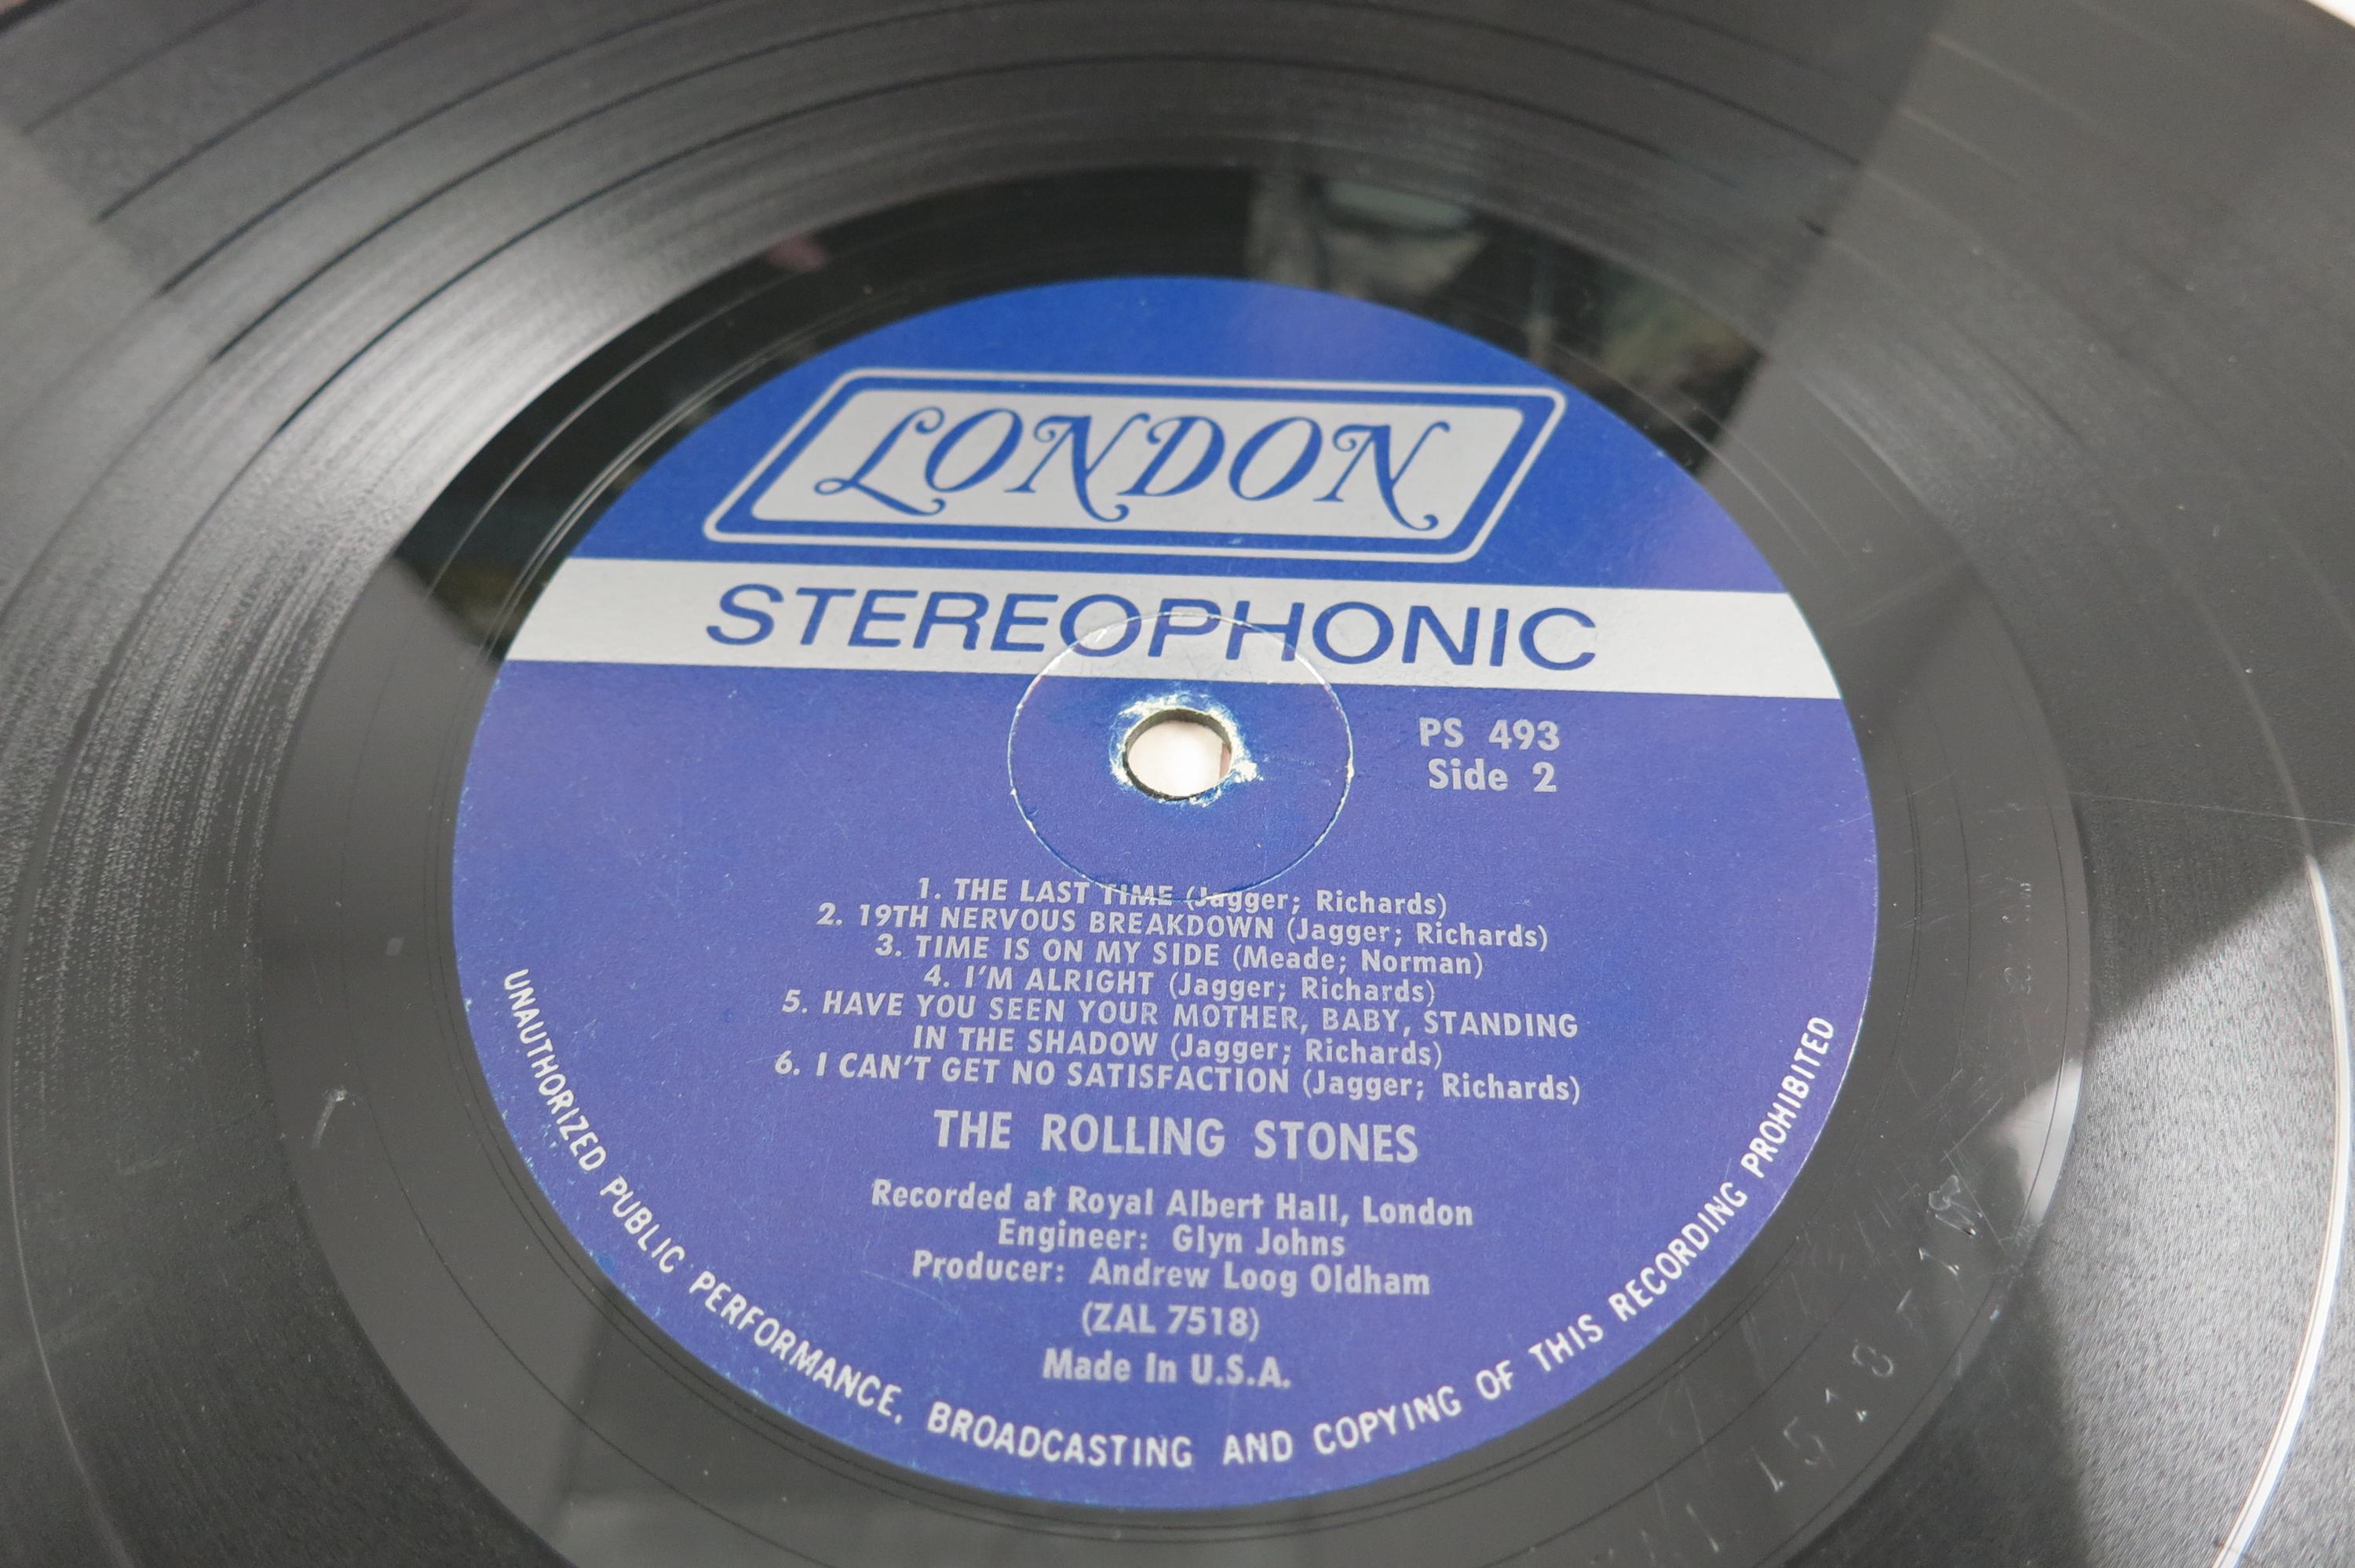 LONDON
STEREOPHONIC
PS 493
Side 2
1. THE LAST TIME (Jagger; Richards)
2. 19TH NERVOUS BREAKDOWN (Jagger; Richards)
3. TIME IS ON MY SIDE (Meade; Norman)
4. I'M ALRIGHT (Jagger; Richards)
5. HAVE YOU SEEN YOUR MOTHER, BABY, STANDING
IN THE SHADOW (Jagger; Richards)
6. I CAN'T GET NO SATISFACTION (Jagger; Richards)
THE ROLLING STONES
Recorded at Royal Albert Hall, London
Engineer: Glyn Johns
Producer: Andrew Loog Oldham
(ZAL 7518)
Made In U.S.A.
UNAUTHORIZED PUBLIC PERFORMANCE, BROADCASTING AND COPYING OF THIS RECORDING PROHIBITED